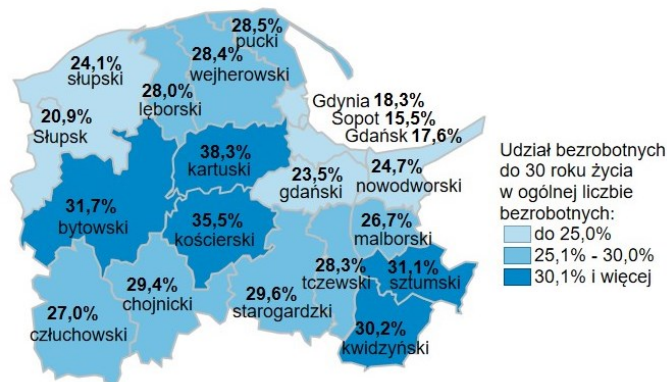 28,5%
pucki
24,1%
słupski
28,4%
wejherowski
28,0%
lęborski
Gdynia 18,3%
Sopot 15,5%
Gdańsk 17,6%
20,9%
Słupsk
38,3%
kartuski
23,5%
gdański
24,7%
nowodworski
31,7%
bytowski
35,5%
kościerski
26,7%
malborski
28,3%
tczewski
31,1%
sztumski
29,4%
chojnicki
29,6%
starogardzki
27,0%
człuchowski
30,2%
kwidzyński
Udział bezrobotnych
do 30 roku życia
w ogólnej liczbie
bezrobotnych:
do 25,0%
25,1% - 30,0%
30,1% i więcej